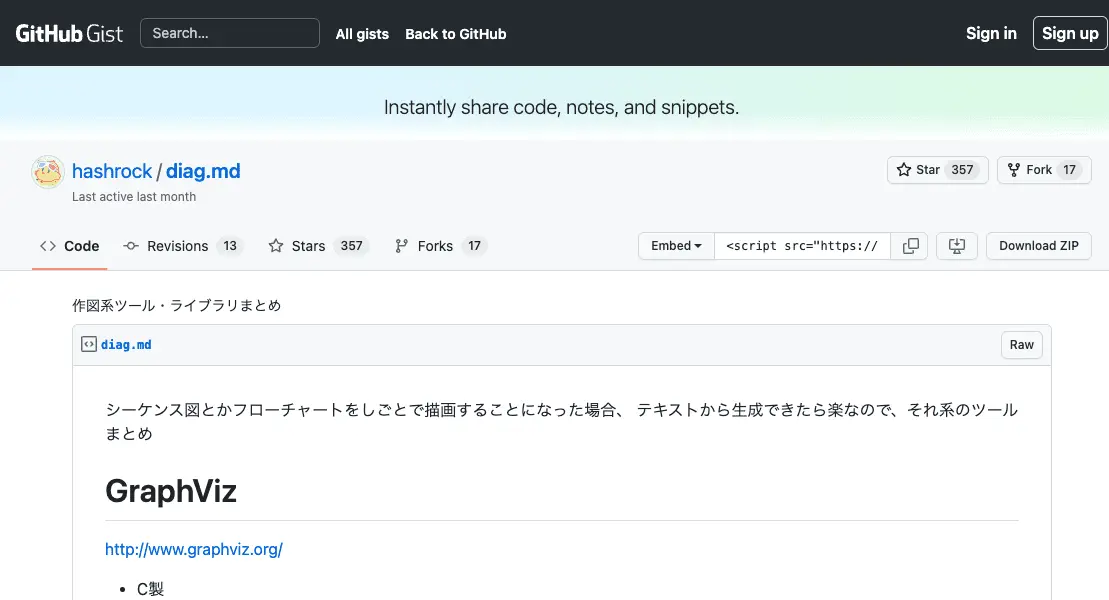 GitHub Gist Search... All gists Back to GitHub Sign in Sign up
Instantly share code, notes, and snippets.
hashrock / diag.md Star 357 Fork 17
Last active last month
Code Revisions 13 Stars 357 Forks 17 Embed <script src="https:// Download ZIP
作図系ツール・ライブラリまとめ
diag.md Raw
シーケンス図とかフローチャートをしごとで描画することになった場合、 テキストから生成できたら楽なので、それ系のツール
まとめ
GraphViz
http://www.graphviz.org/
• C製